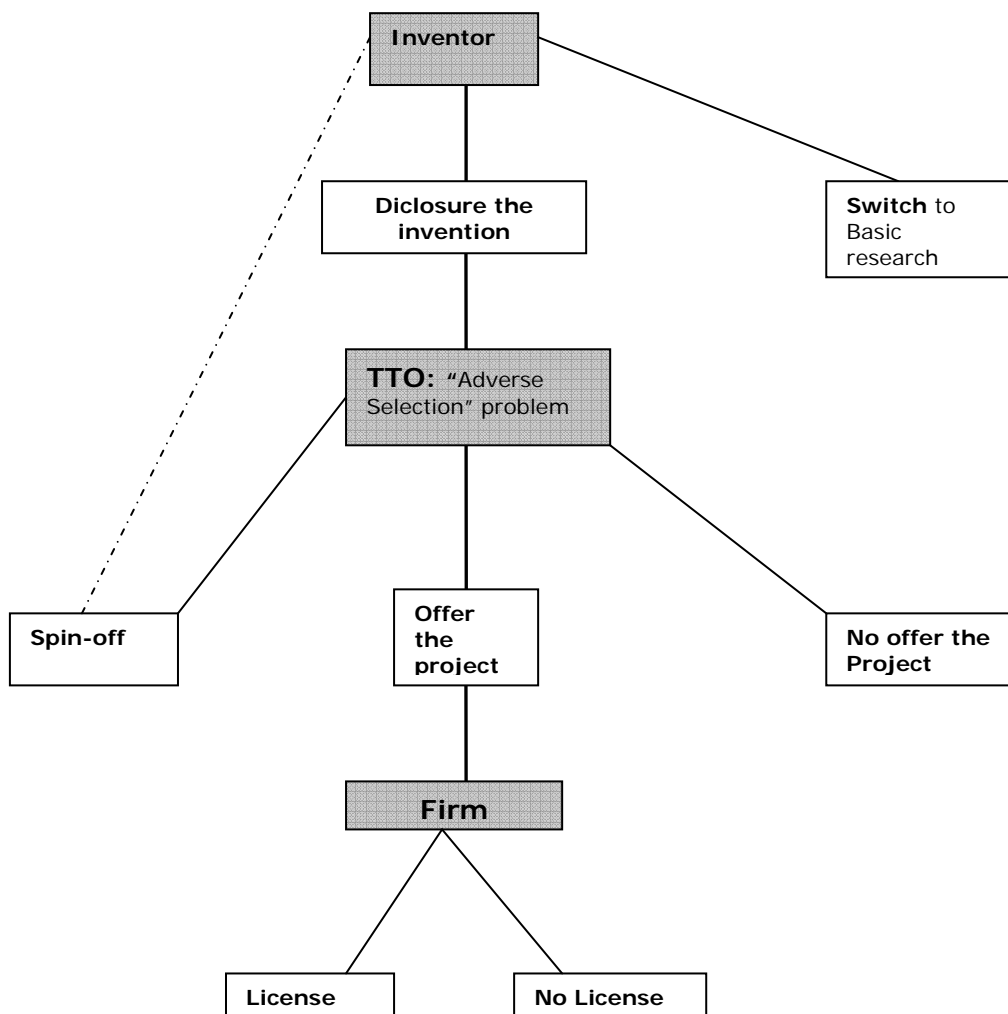 Inventor
Diclosure the
invention
Switch to
Basic
research
TTO: "Adverse
Selection" problem
Spin-off
Offer
the
project
No offer the
Project
Firm
License
No License